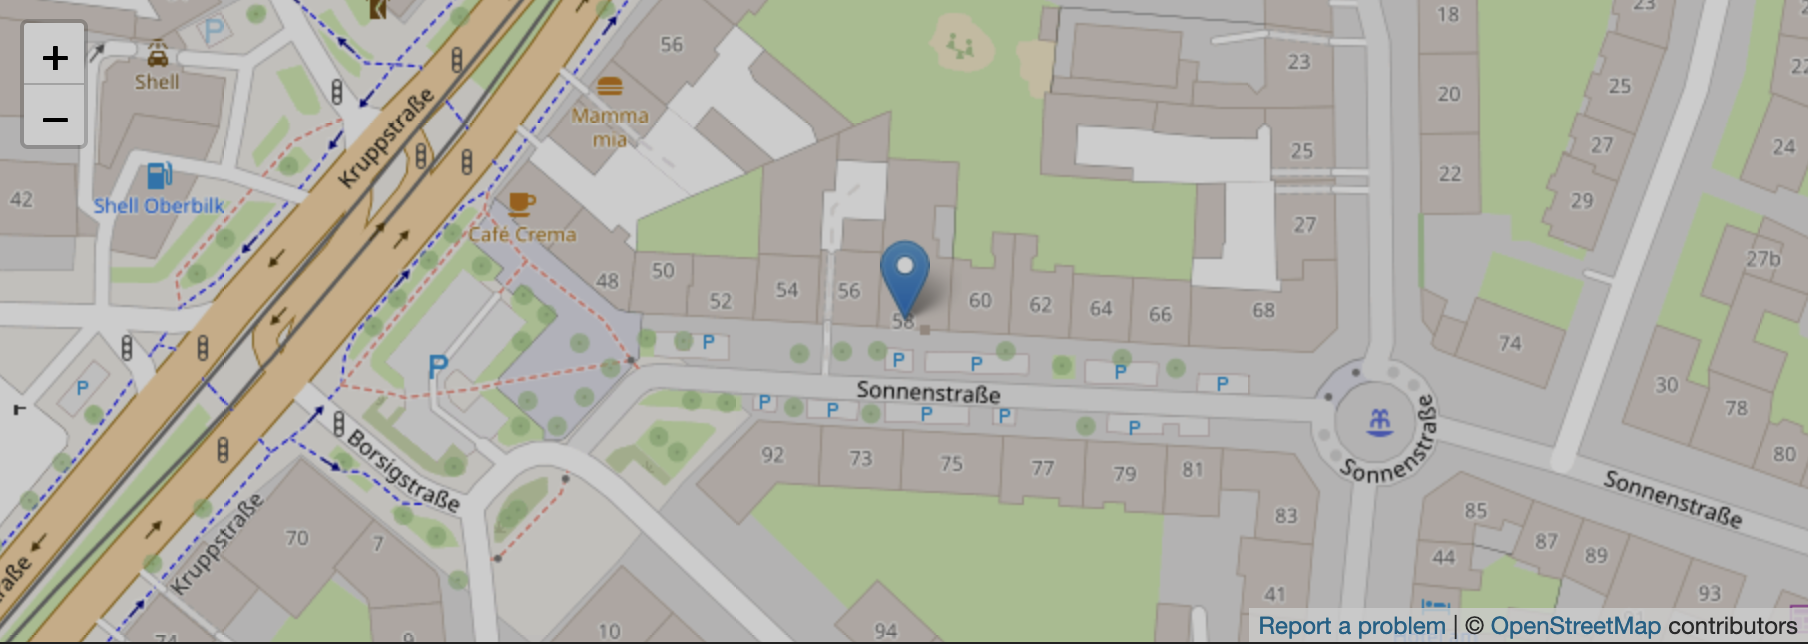 +
−
Shell
Shell Oberbilk
42
P
P
Kruppstraße
56
Mamma
mia
Café Crema
48
50
52
54
56
58
60
62
64
66
68
23
25
27
18
20
22
23
25
27
29
22
24
27b
74
30
78
80
P
P
P
P
P
P
Sonnenstraße
P
P
P
P
P
Sonnenstraße
Sonnenstraße
Borsigstraße
Kruppstraße
raße
92
73
75
77
79
81
83
85
87
89
93
44
41
70
7
74
9
10
94
Report a problem | © OpenStreetMap contributors